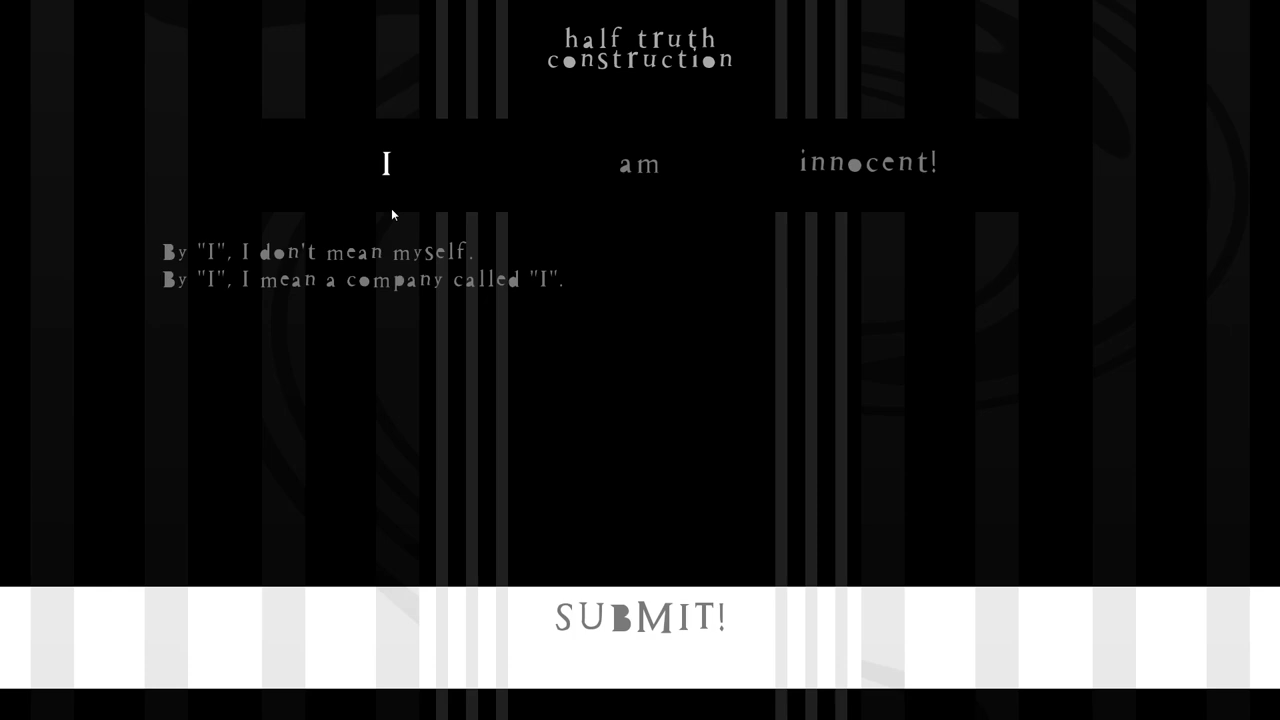 half truth
construction
I am innocent!
By "I", I don't mean myself.
By "I", I mean a company called "I".
SUBMIT!